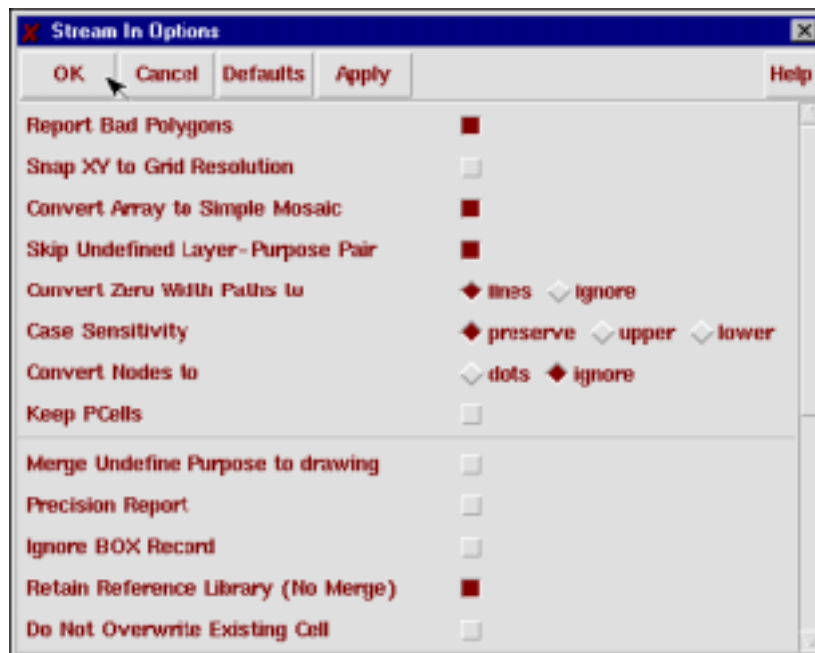 Stream In Options
OK Cancel Defaults Apply Help
Report Bad Polygons
Snap XY to Grid Resolution
Convert Array to Simple Mosaic
Skip Undefined Layer-Purpose Pair
Convert Zero Width Paths to lines ignore
Case Sensitivity preserve upper lower
Convert Nodes to dots ignore
Keep PCells
Merge Undefine Purpose to drawing
Precision Report
Ignore BOX Record
Retain Reference Library (No Merge)
Do Not Overwrite Existing Cell